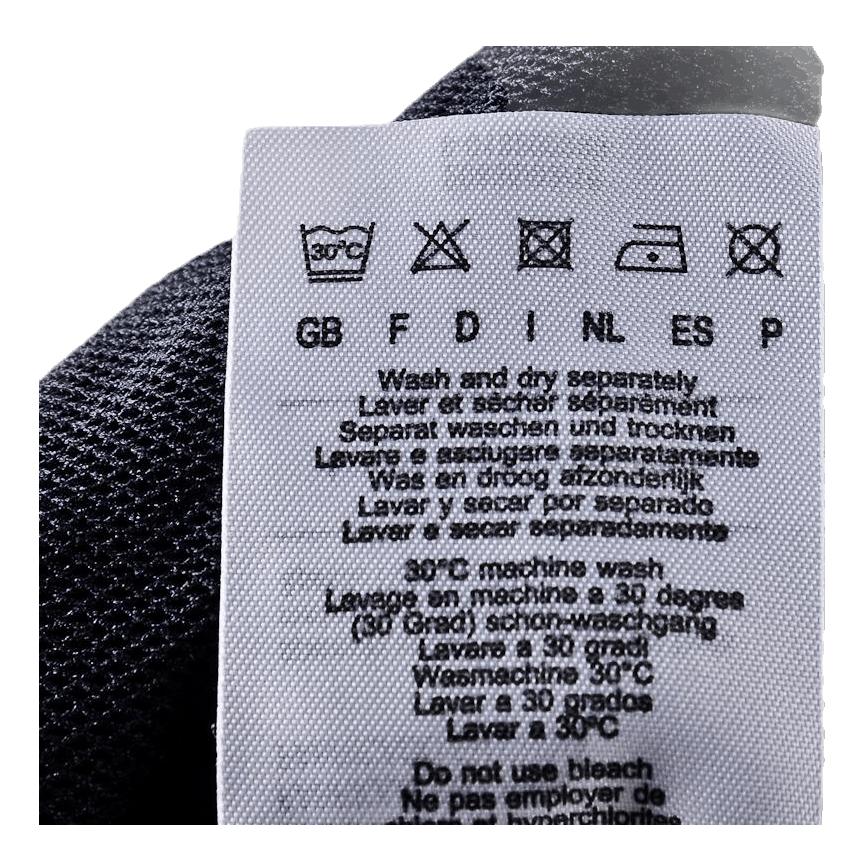 30°C
GB F D I NL ES P
Wash and dry separately
Laver et sécher séparément
Separat waschen und trocknen
Lavare e asciugare separatamente
Was en droog afzonderlijk
Lavar y secar por separado
Lavar e secar separadamente
30°C machine wash
Lavage en machine a 30 degres
(30 Grad) schon-waschgang
Lavare a 30 gradi
Wasmachine 30°C
Lavar a 30 grados
Lavar a 30ºC
Do not use bleach
Ne pas employer de
et hyperchlorites